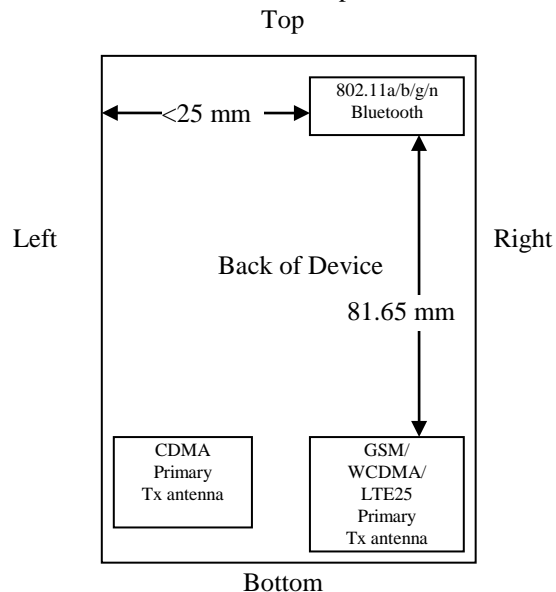 Top
802.11a/b/g/n
Bluetooth
<25 mm
Left
Right
Back of Device
81.65 mm
CDMA
Primary
Tx antenna
GSM/
WCDMA/
LTE25
Primary
Tx antenna
Bottom